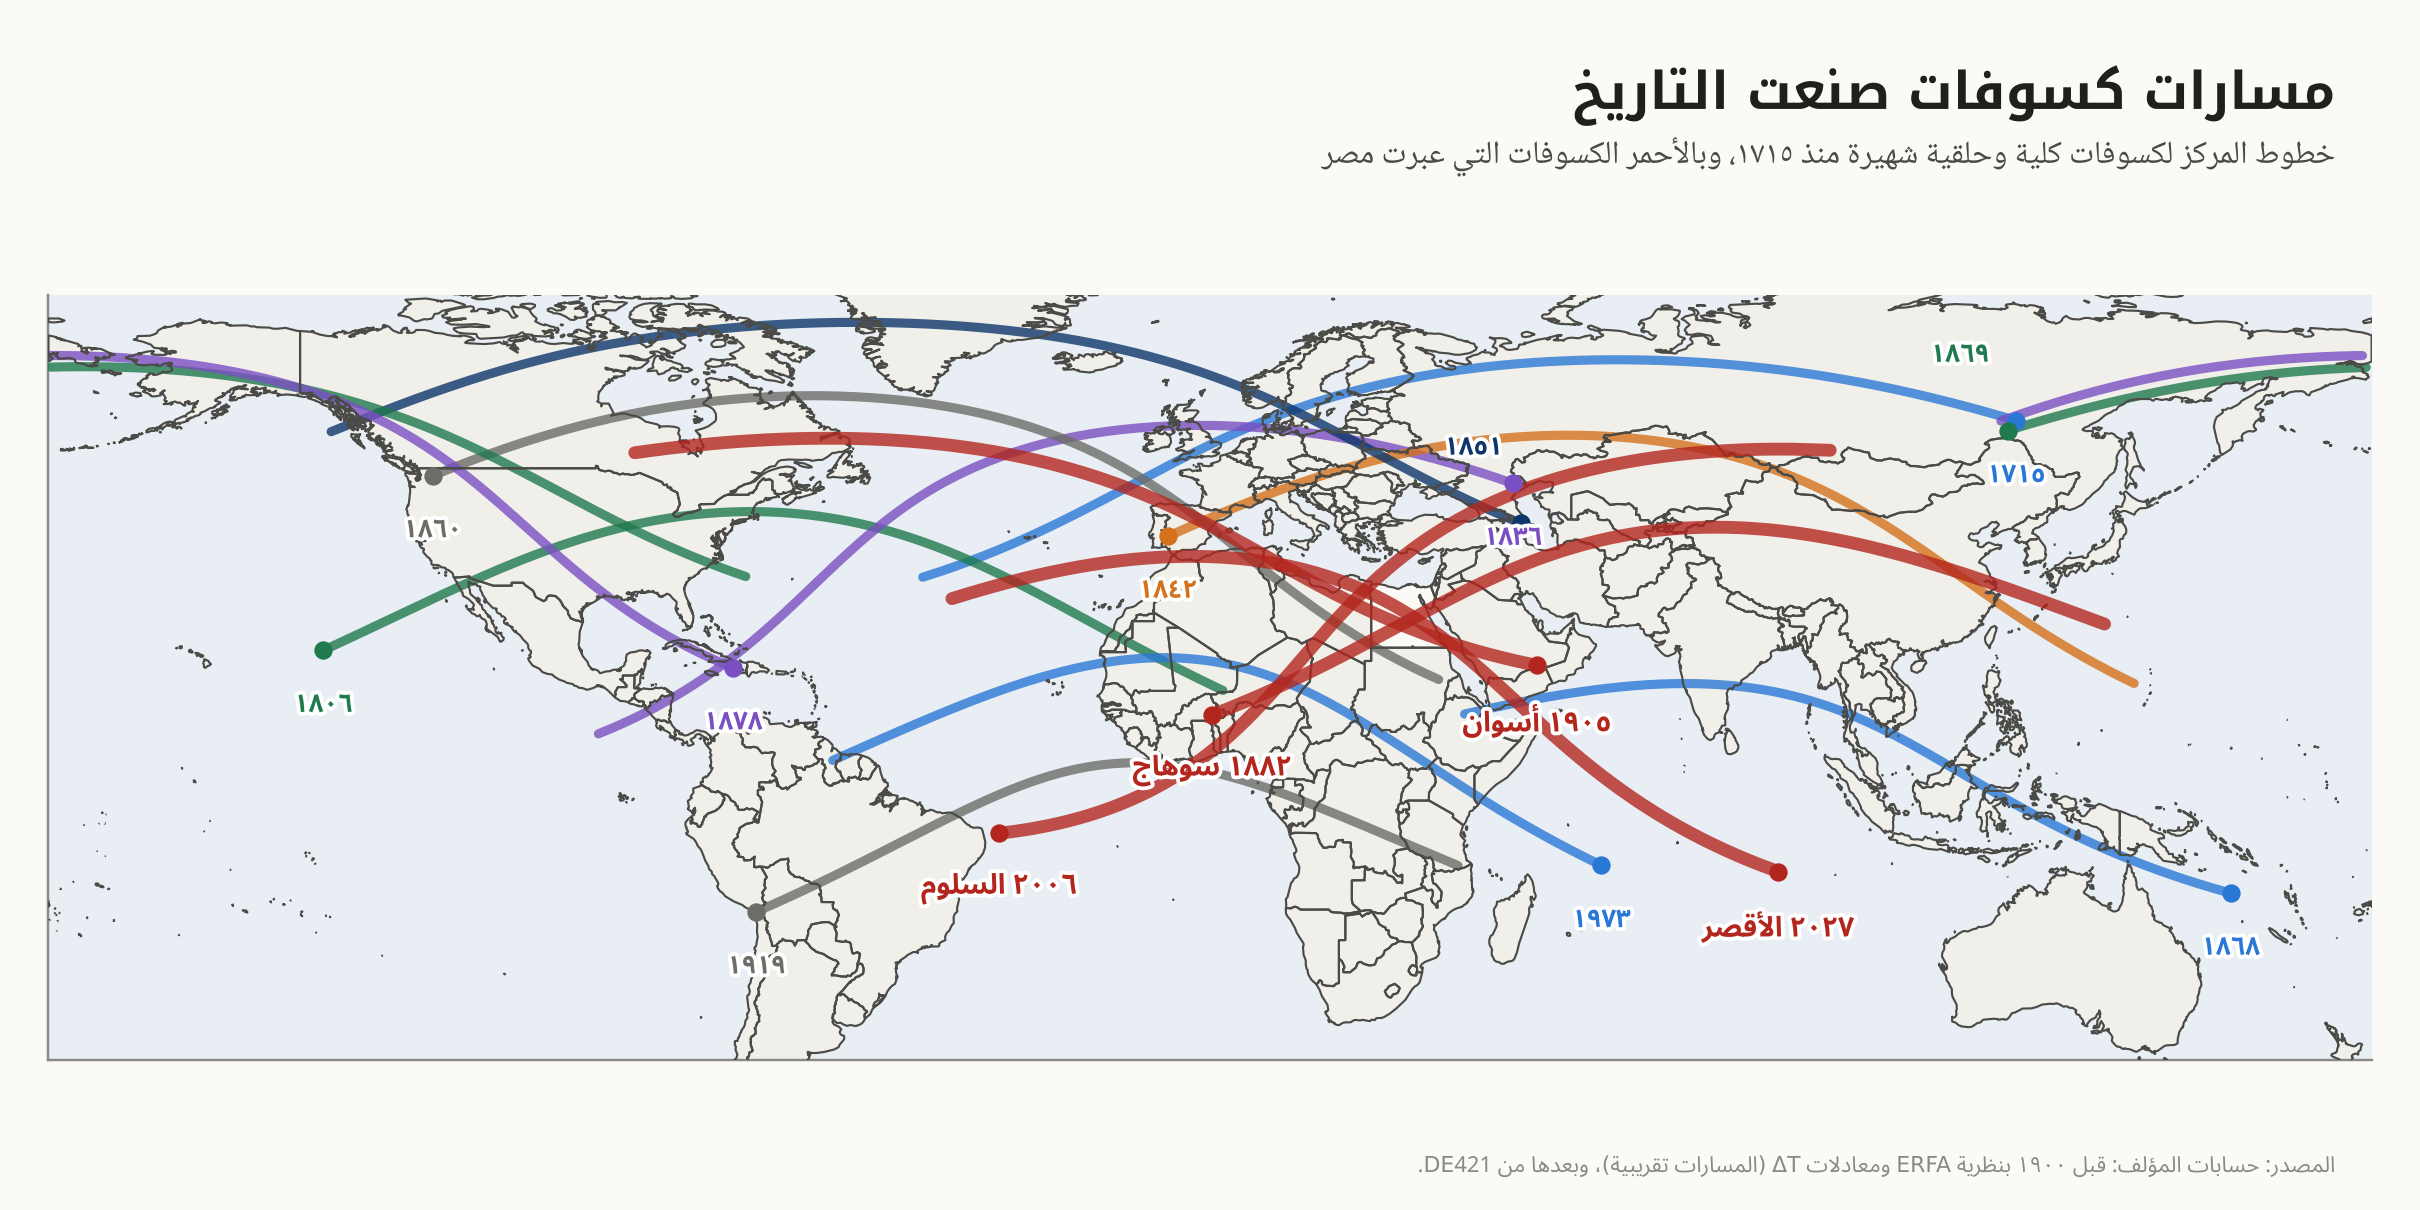 مسارات كسوفات صنعت التاريخ
خطوط المركز لكسوفات كلية وحلقية شهيرة منذ ١٧١٥، وبالأحمر الكسوفات التي عبرت مصر
١٨٦٩
١٨٥١
١٧١٥
١٨٦٠
١٨٣٦
١٨٤٢
١٨٠٦
١٨٧٨
١٩٠٥ أسوان
١٨٨٢ سوهاج
٢٠٠٦ السلوم
١٩٧٣
٢٠٢٧ الأقصر
١٨٦٨
١٩١٩
المصدر: حسابات المؤلف: قبل ١٩٠٠ بنظرية ERFA ومعادلات ΔT (المسارات تقريبية)، وبعدها من DE421.